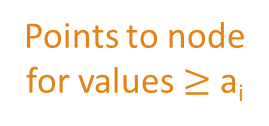 Points to node
for values ≥ aᵢ